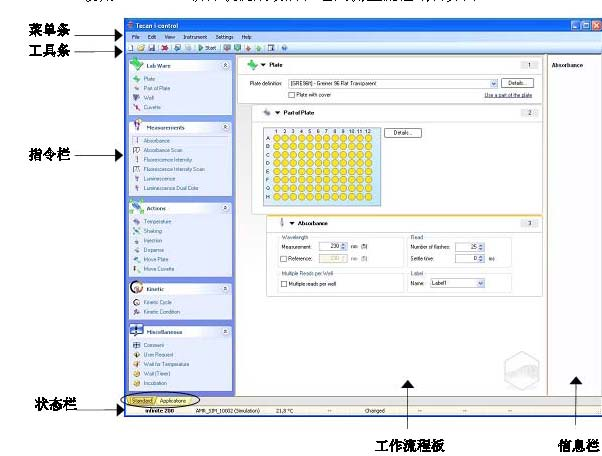 Tecan i-control
菜单条
File Edit View Instrument Settings Help
工具条
Start
Lab Ware
Plate
Part of Plate
Well
Cuvette
Measurements
指令栏
Absorbance
Absorbance Scan
Fluorescence Intensity
Fluorescence Intensity Scan
Luminescence
Luminescence Dual Color
Actions
Temperature
Shaking
Injection
Dispense
Move Plate
Move Cuvette
Kinetic
Kinetic Cycle
Kinetic Condition
Miscellaneous
Comment
User Request
Wait for Temperature
Wait (Timer)
Incubation
Plate 1
Plate definition: [GRE96ft] - Greiner 96 Flat Transparent Details...
Plate with cover Use a part of the plate
Part of Plate 2
1 2 3 4 5 6 7 8 9 10 11 12
Details...
A
B
C
D
E
F
G
H
Absorbance 3
Wavelength
Measurement: 230 nm (5)
Reference: 230 nm (5)
Read
Number of flashes: 25
Settle time: 0 ms
Multiple Reads per Well
Multiple reads per well
Label
Name: Label1
Absorbance
状态栏
Standard Applications
infinite 200 AMR_SIM_10002 (Simulation) 21,8 °C -- Changed -- --
工作流程板
信息栏